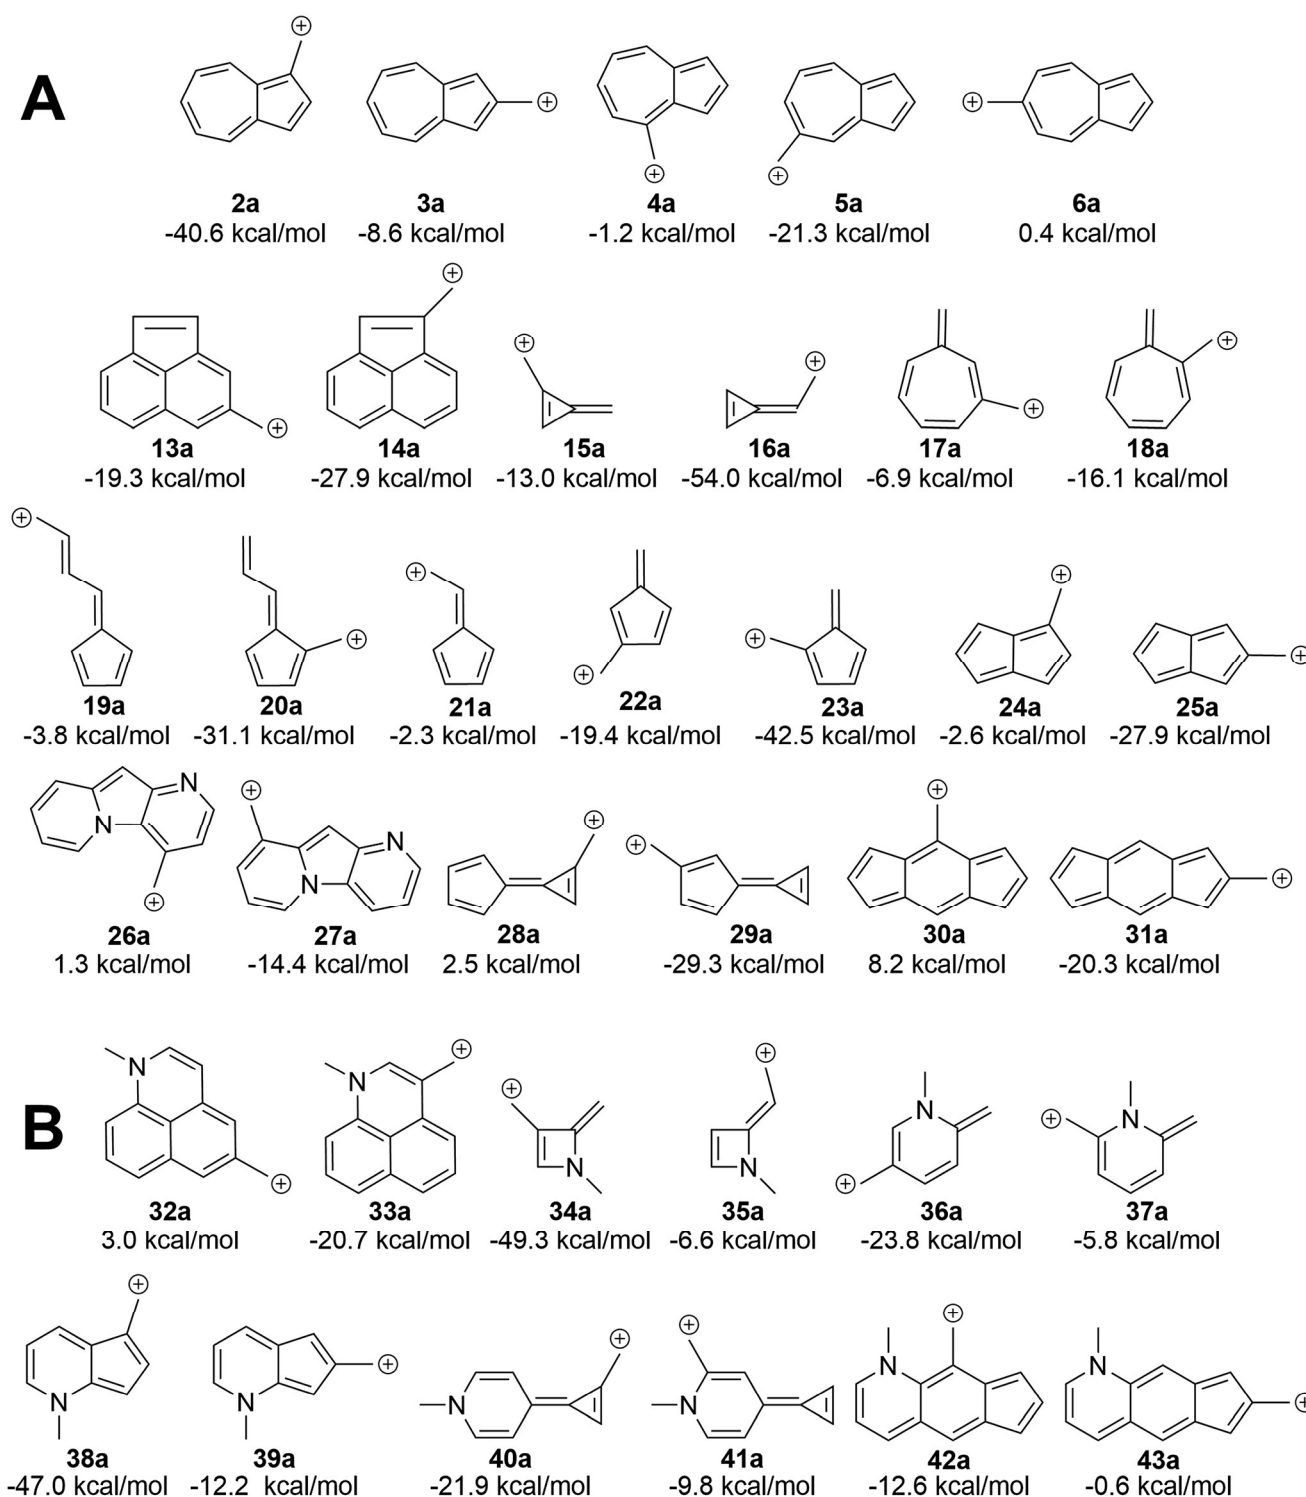 A
2a 3a 4a 5a 6a
-40.6 kcal/mol -8.6 kcal/mol -1.2 kcal/mol -21.3 kcal/mol 0.4 kcal/mol
13a 14a 15a 16a 17a 18a
-19.3 kcal/mol -27.9 kcal/mol -13.0 kcal/mol -54.0 kcal/mol -6.9 kcal/mol -16.1 kcal/mol
19a 20a 21a 22a 23a 24a 25a
-3.8 kcal/mol -31.1 kcal/mol -2.3 kcal/mol -19.4 kcal/mol -42.5 kcal/mol -2.6 kcal/mol -27.9 kcal/mol
N N N N
26a 27a 28a 29a 30a 31a
1.3 kcal/mol -14.4 kcal/mol 2.5 kcal/mol -29.3 kcal/mol 8.2 kcal/mol -20.3 kcal/mol
B
N N N N N N
32a 33a 34a 35a 36a 37a
3.0 kcal/mol -20.7 kcal/mol -49.3 kcal/mol -6.6 kcal/mol -23.8 kcal/mol -5.8 kcal/mol
N N N N N N
38a 39a 40a 41a 42a 43a
-47.0 kcal/mol -12.2 kcal/mol -21.9 kcal/mol -9.8 kcal/mol -12.6 kcal/mol -0.6 kcal/mol